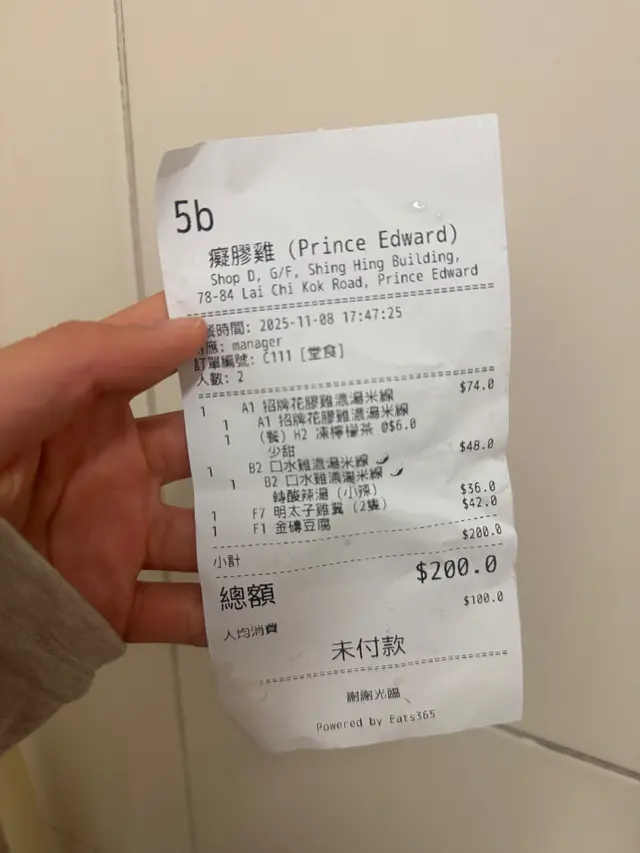 5b
癡膠雞 (Prince Edward)
Shop D, G/F, Shing Hing Building,
78-84 Lai Chi Kok Road, Prince Edward
時間: 2025-11-08 17:47:25
應: manager
訂單編號: C111 [堂食]
人數: 2
1 A1 招牌花膠雞濃湯米線 $74.0
1 A1 招牌花膠雞濃湯米線
1 (餐) H2 凍檸檬茶 @$6.0
少甜
1 B2 口水雞濃湯米線 $48.0
1 B2 口水雞濃湯米線
轉酸辣湯 (小辣)
1 F7 明太子雞翼 (2隻) $36.0
1 F1 金磚豆腐 $42.0
小計 $200.0
總額 $200.0
人均消費 $100.0
未付款
謝謝光臨
Powered by Eats365